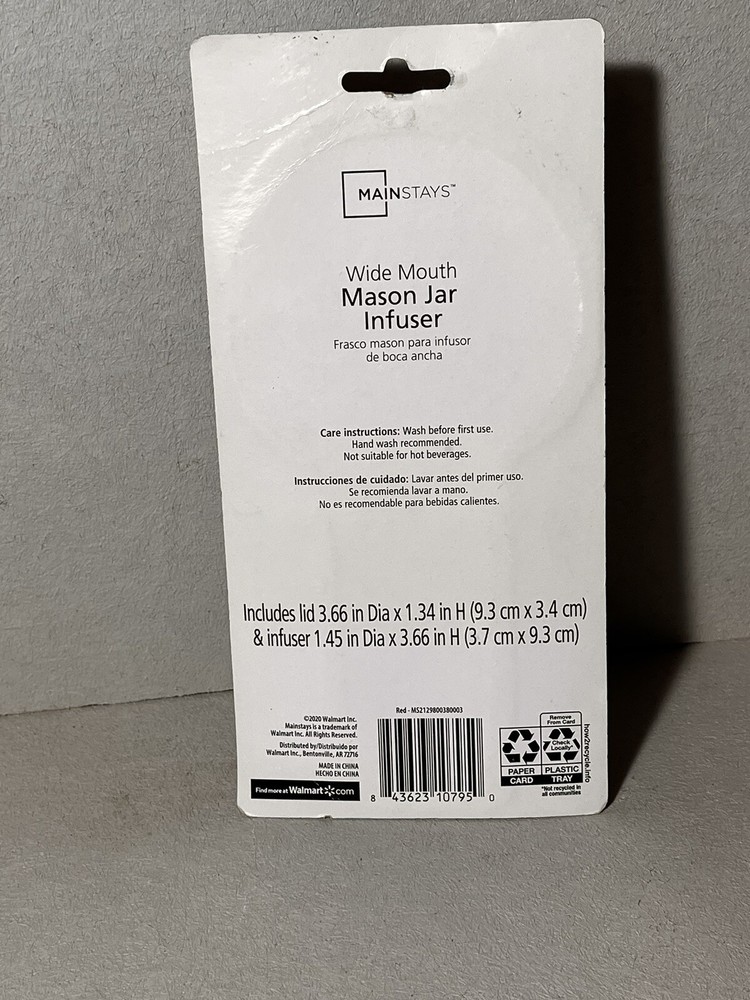 MAINSTAYS™
Wide Mouth
Mason Jar
Infuser
Frasco mason para infusor
de boca ancha
Care instructions: Wash before first use.
Hand wash recommended.
Not suitable for hot beverages.
Instrucciones de cuidado: Lavar antes del primer uso.
Se recomienda lavar a mano.
No es recomendable para bebidas calientes.
Includes lid 3.66 in Dia x 1.34 in H (9.3 cm x 3.4 cm)
& infuser 1.45 in Dia x 3.66 in H (3.7 cm x 9.3 cm)
©2020 Walmart Inc.
Mainstays is a trademark of
Walmart Inc. All Rights Reserved.
Distributed by/Distribuido por
Walmart Inc., Bentonville, AR 72716
MADE IN CHINA
HECHO EN CHINA
Find more at Walmart.com
Red - MS2129800380003
8 43623 10795 0
Remove
From Card
Check
Locally*
PAPER
CARD
PLASTIC
TRAY
*Not recycled in
all communities
how2recycle.info